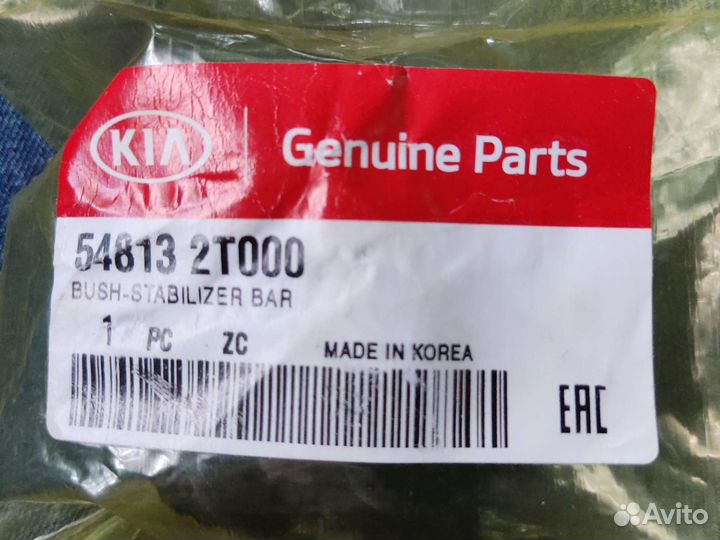 KIA
Genuine Parts
54813 2T000
BUSH-STABILIZER BAR
1 PC ZC MADE IN KOREA
EAC
Avito